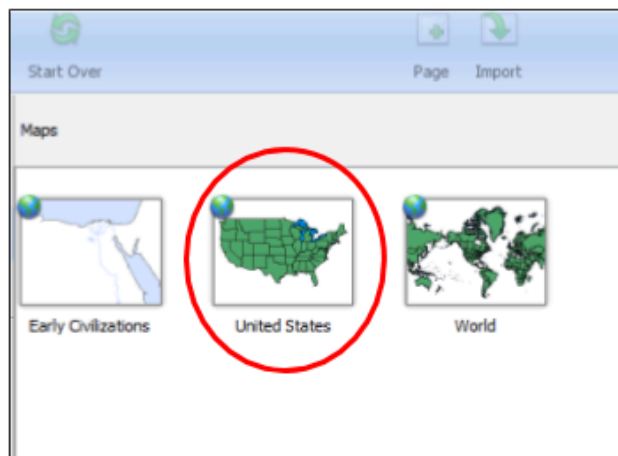 Start Over
Page
Import
Maps
Early Civilizations
United States
World